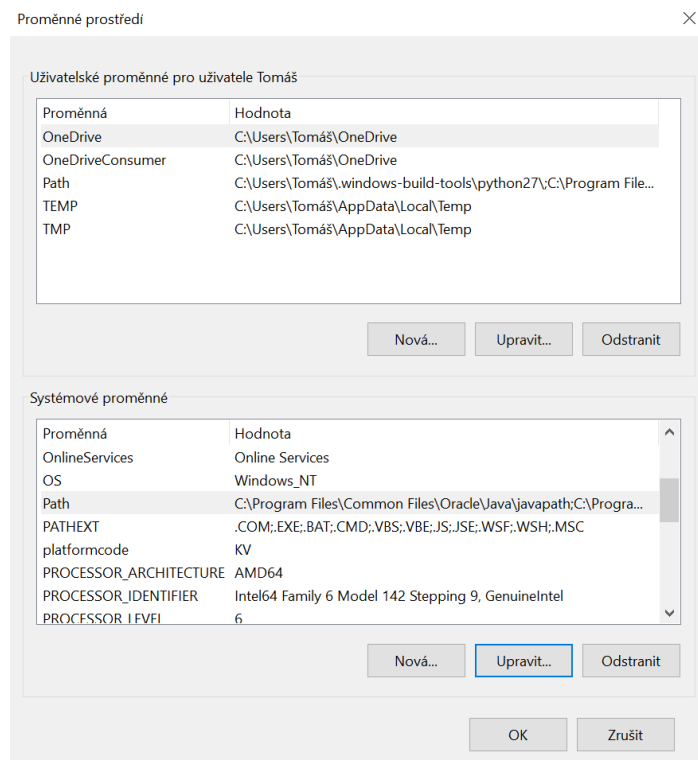 Proměnné prostředí
Uživatelské proměnné pro uživatele Tomáš
Proměnná Hodnota
OneDrive C:\Users\Tomáš\OneDrive
OneDriveConsumer C:\Users\Tomáš\OneDrive
Path C:\Users\Tomáš\.windows-build-tools\python27\;C:\Program File...
TEMP C:\Users\Tomáš\AppData\Local\Temp
TMP C:\Users\Tomáš\AppData\Local\Temp
Nová... Upravit... Odstranit
Systémové proměnné
Proměnná Hodnota
OnlineServices Online Services
OS Windows_NT
Path C:\Program Files\Common Files\Oracle\Java\javapath;C:\Progra...
PATHEXT .COM;.EXE;.BAT;.CMD;.VBS;.VBE;.JS;.JSE;.WSF;.WSH;.MSC
platformcode KV
PROCESSOR_ARCHITECTURE AMD64
PROCESSOR_IDENTIFIER Intel64 Family 6 Model 142 Stepping 9, GenuineIntel
PROCESSOR_LEVEL 6
Nová... Upravit... Odstranit
OK Zrušit